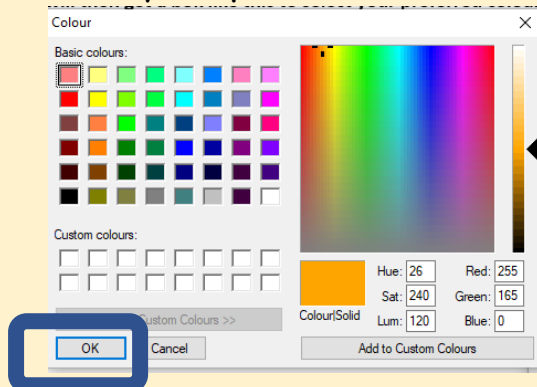 Colour
Basic colours:
Custom colours:
Custom Colours >>
OK
Cancel
Colour|Solid
Hue: 26
Sat: 240
Lum: 120
Red: 255
Green: 165
Blue: 0
Add to Custom Colours